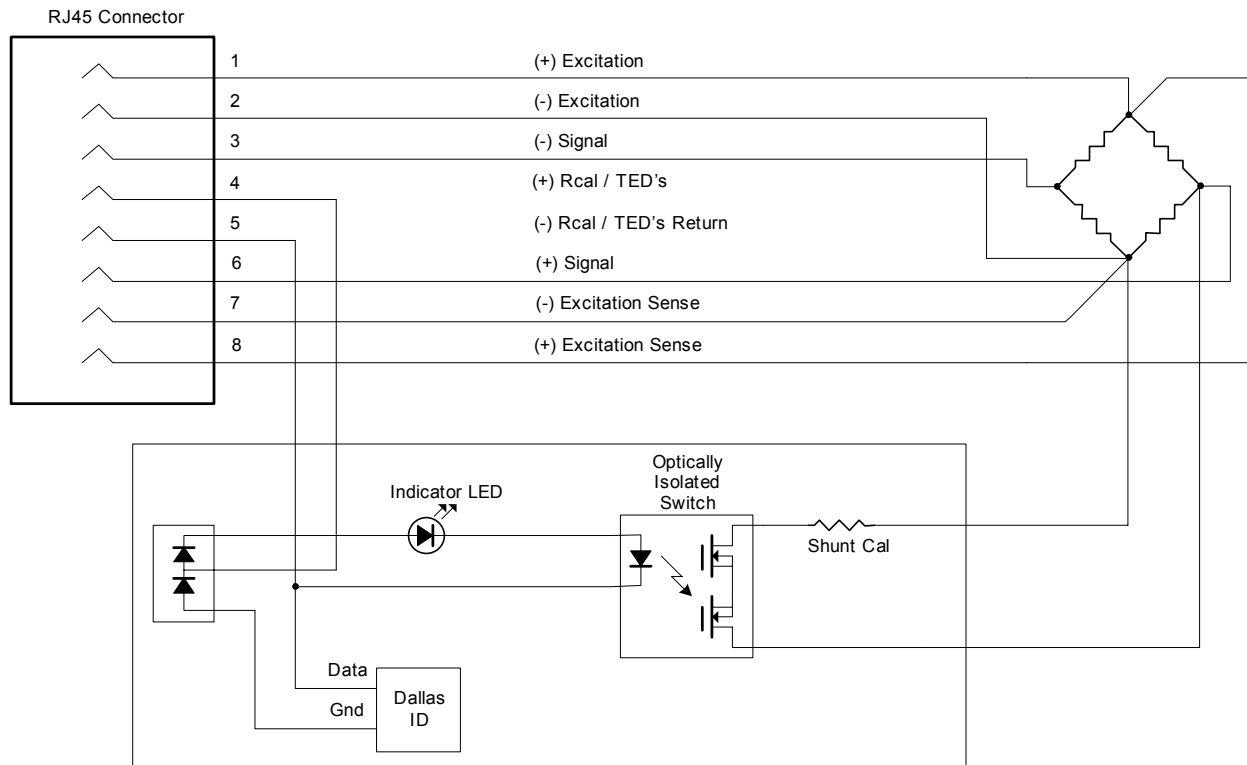 RJ45 Connector
1
(+) Excitation
2
(-) Excitation
3
(-) Signal
4
(+) Rcal / TED's
5
(-) Rcal / TED's Return
6
(+) Signal
7
(-) Excitation Sense
8
(+) Excitation Sense
Indicator LED
Optically
Isolated
Switch
Shunt Cal
Data
Gnd
Dallas
ID